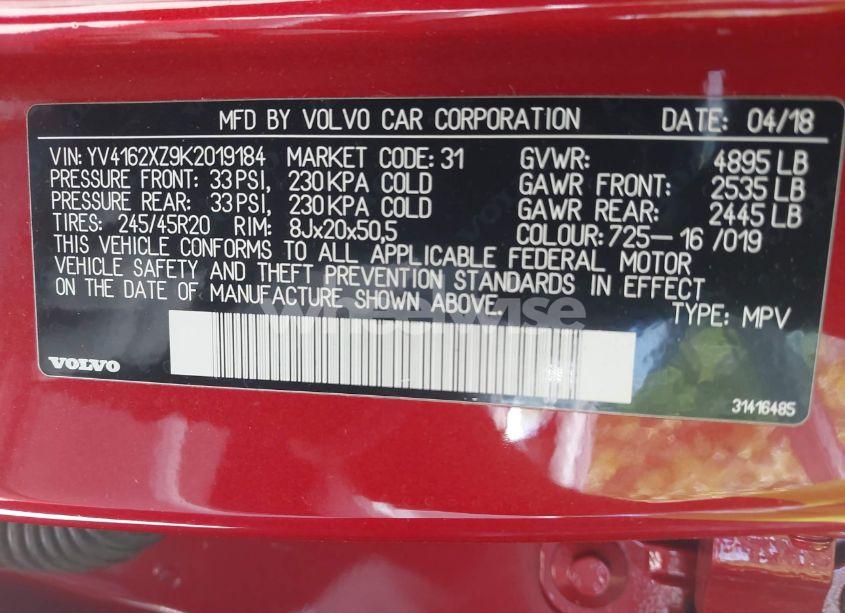 MFD BY VOLVO CAR CORPORATION DATE: 04/18
VIN: YV4162XZ9K2019184 MARKET CODE: 31 GVWR: 4895 LB
PRESSURE FRONT: 33 PSI, 230 KPA COLD GAWR FRONT: 2535 LB
PRESSURE REAR: 33 PSI, 230 KPA COLD GAWR REAR: 2445 LB
TIRES: 245/45R20 RIM: 8Jx20x50,5 COLOUR: 725-16 /019
THIS VEHICLE CONFORMS TO ALL APPLICABLE FEDERAL MOTOR
VEHICLE SAFETY AND THEFT PREVENTION STANDARDS IN EFFECT
ON THE DATE OF MANUFACTURE SHOWN ABOVE. TYPE: MPV
wheelwise
VOLVO
31416485